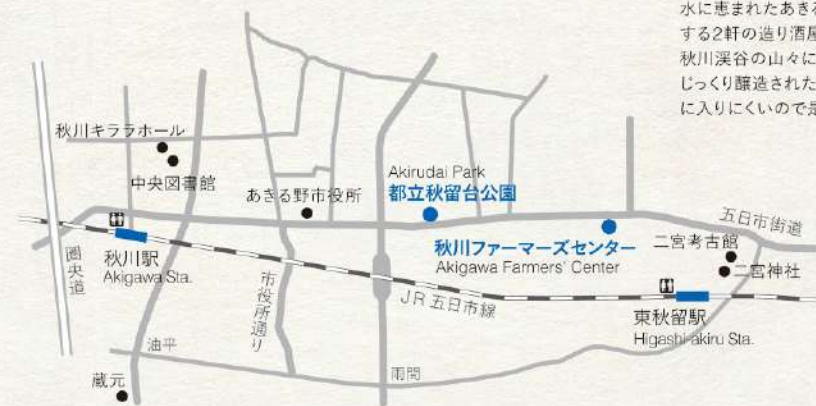 水に恵まれたあきる
する2軒の造り酒屋
秋川渓谷の山々に
じっくり醸造された
に入りにくいので是
秋川キララホール
中央図書館
あきる野市役所
Akirudai Park
都立秋留台公園
秋川ファーマーズセンター
Akigawa Farmers' Center
五日市街道
二宮考古館
二宮神社
圏央道
秋川駅
Akigawa Sta.
市役所通り
JR 五日市線
東秋留駅
Higashi-akiru Sta.
油平
雨間
蔵元